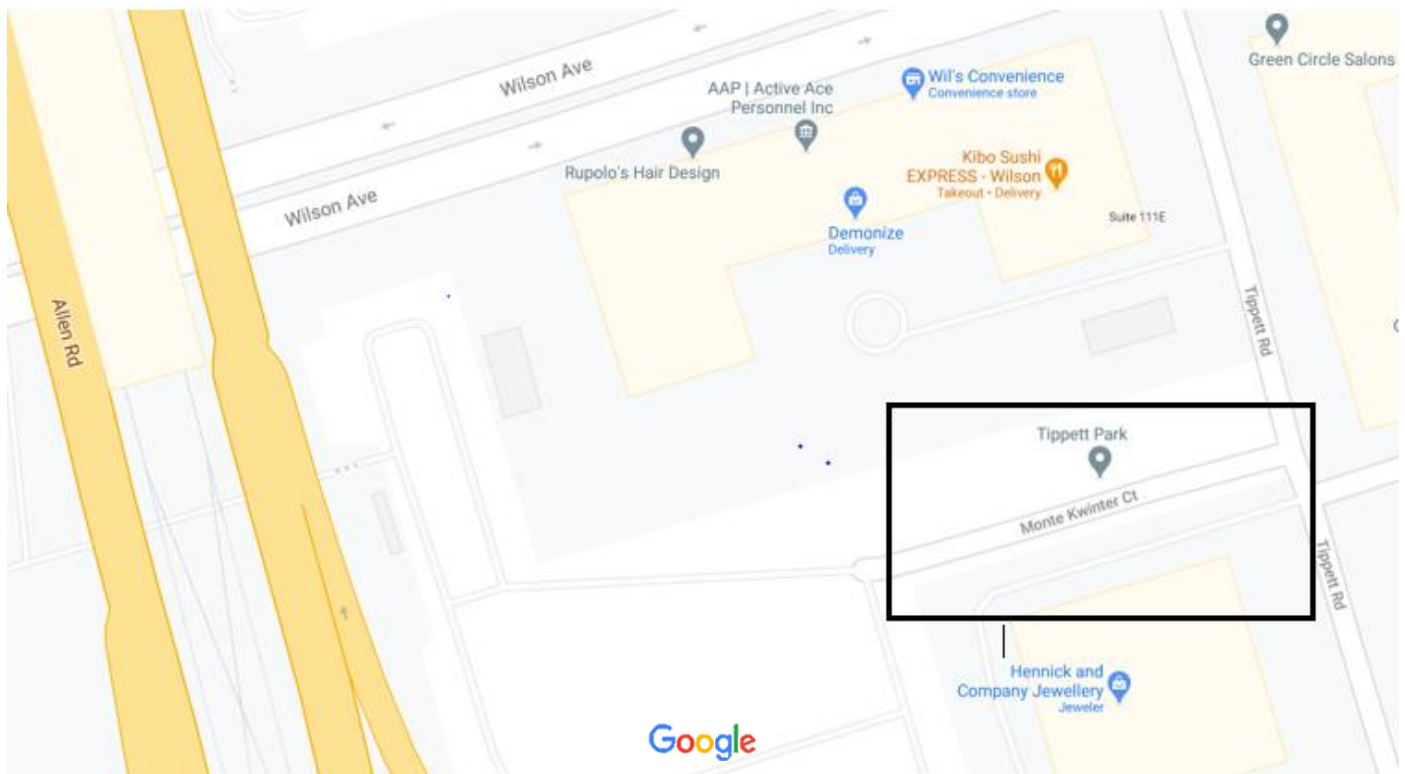 Green Circle Salons
Wilson Ave
Wil's Convenience
Convenience store
AAP | Active Ace
Personnel Inc
Rupolo's Hair Design
Kibo Sushi
EXPRESS - Wilson
Takeout • Delivery
Wilson Ave
Suite 111E
Demonize
Delivery
Allen Rd
Tippett Rd
Tippett Park
Monte Kwinter Ct
Tippett Rd
Hennick and
Company Jewellery
Jeweler
Google